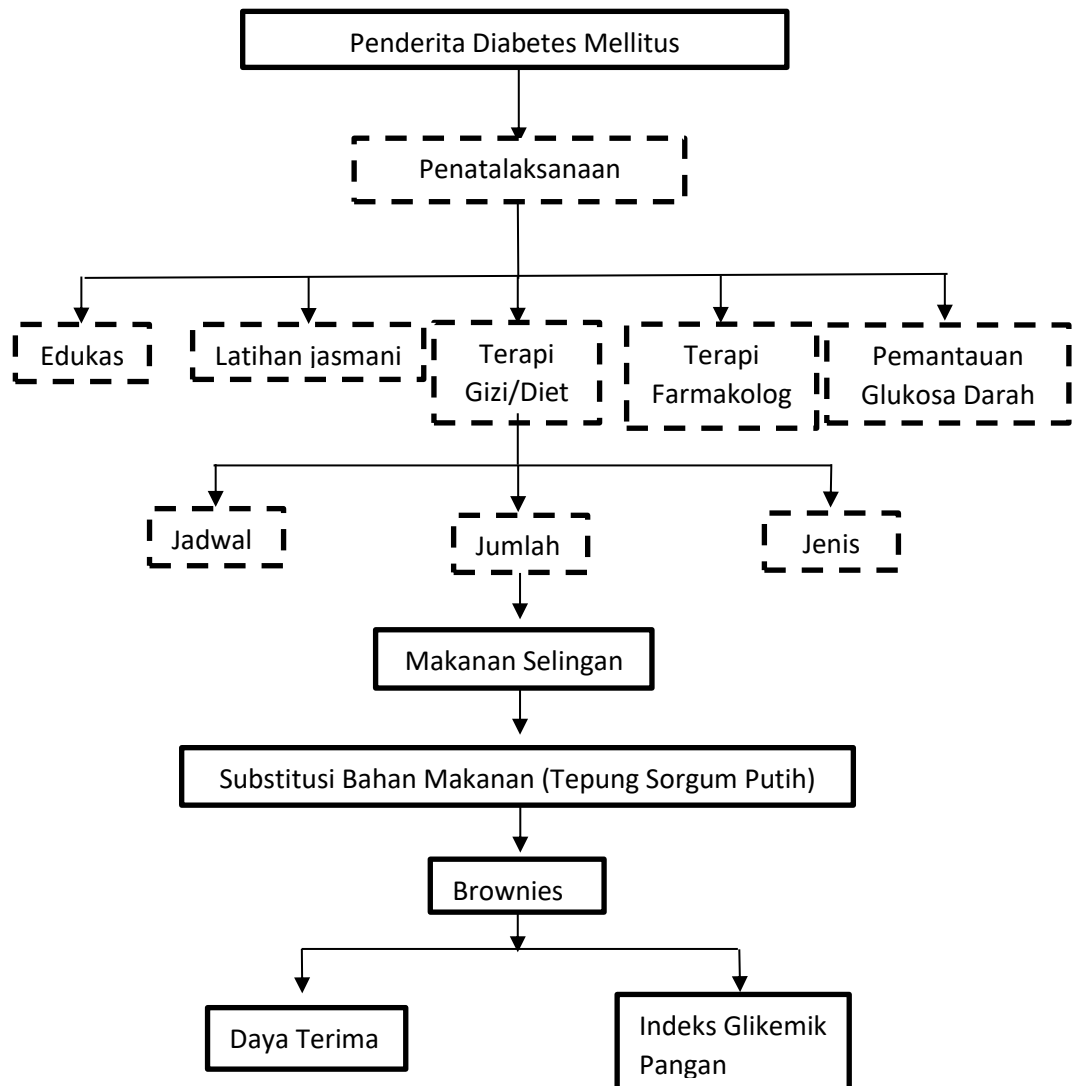 Penderita Diabetes Mellitus
Penatalaksanaan
Edukas
Latihan jasmani
Terapi
Gizi/Diet
Terapi
Farmakolog
Pemantauan
Glukosa Darah
Jadwal
Jumlah
Jenis
Makanan Selingan
Substitusi Bahan Makanan (Tepung Sorgum Putih)
Brownies
Daya Terima
Indeks Glikemik
Pangan